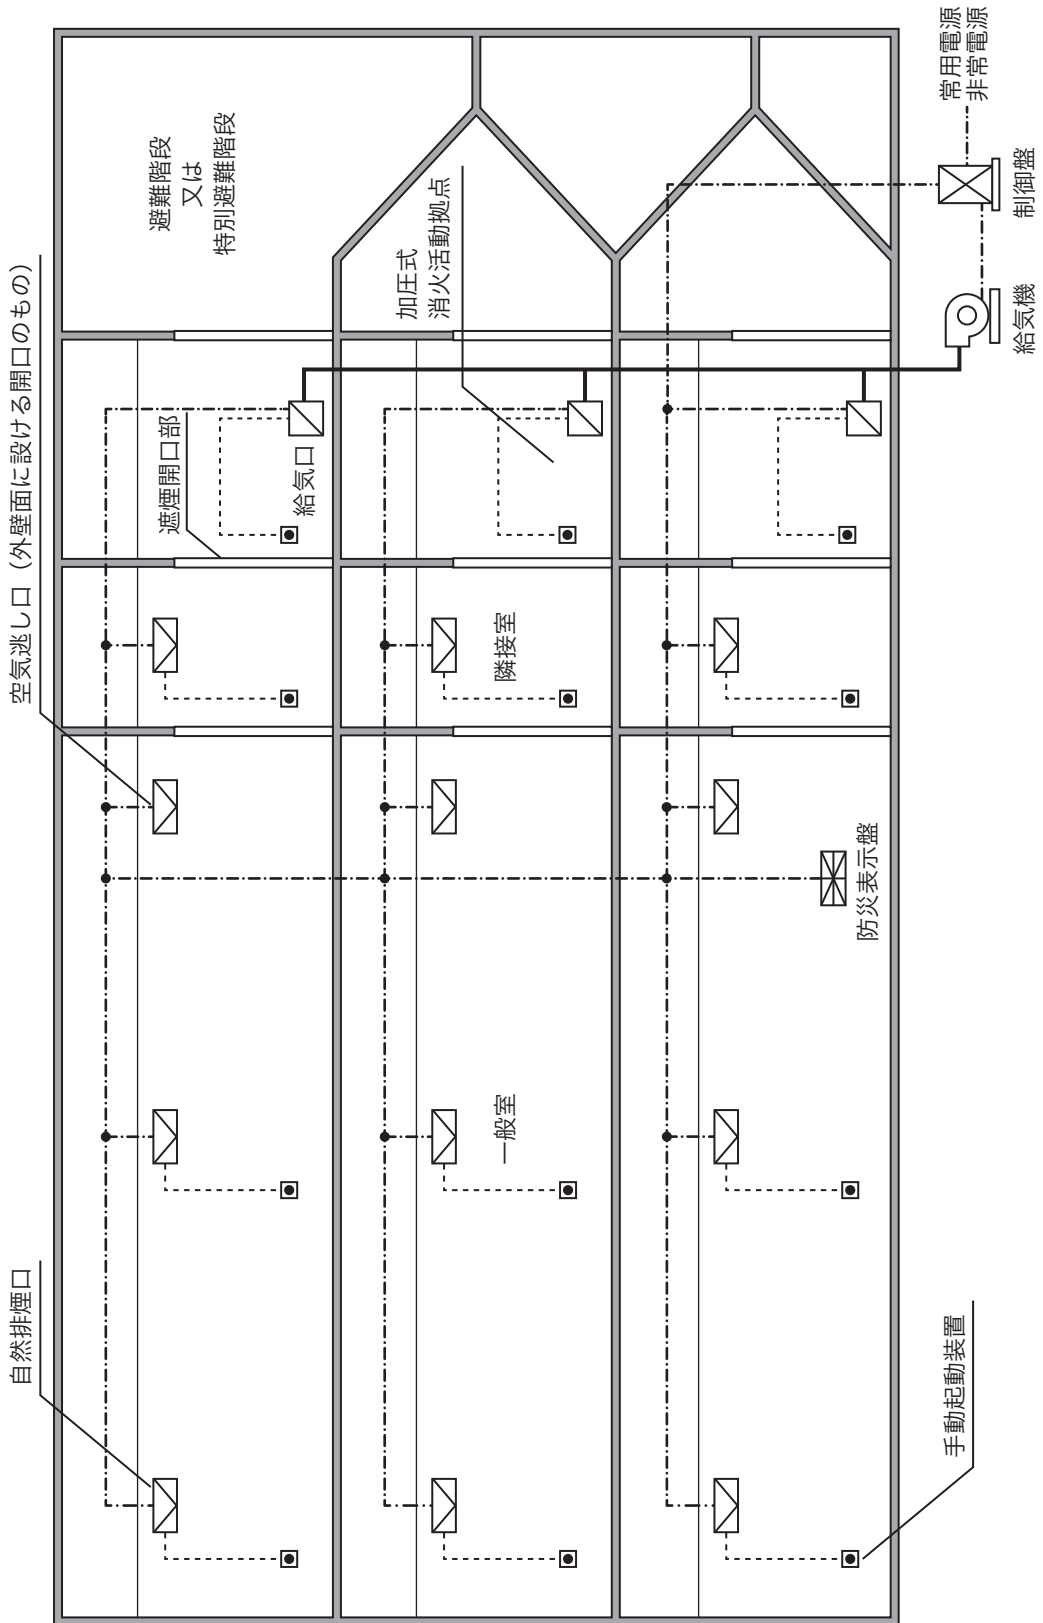 空気逃し口（外壁面に設ける開口のもの）
自然排煙口
避難階段
又は
特別避難階段
遮煙開口部
給気口
加圧式
消火活動拠点
隣接室
一般室
防災表示盤
常用電源
非常電源
制御盤
給気機
手動起動装置